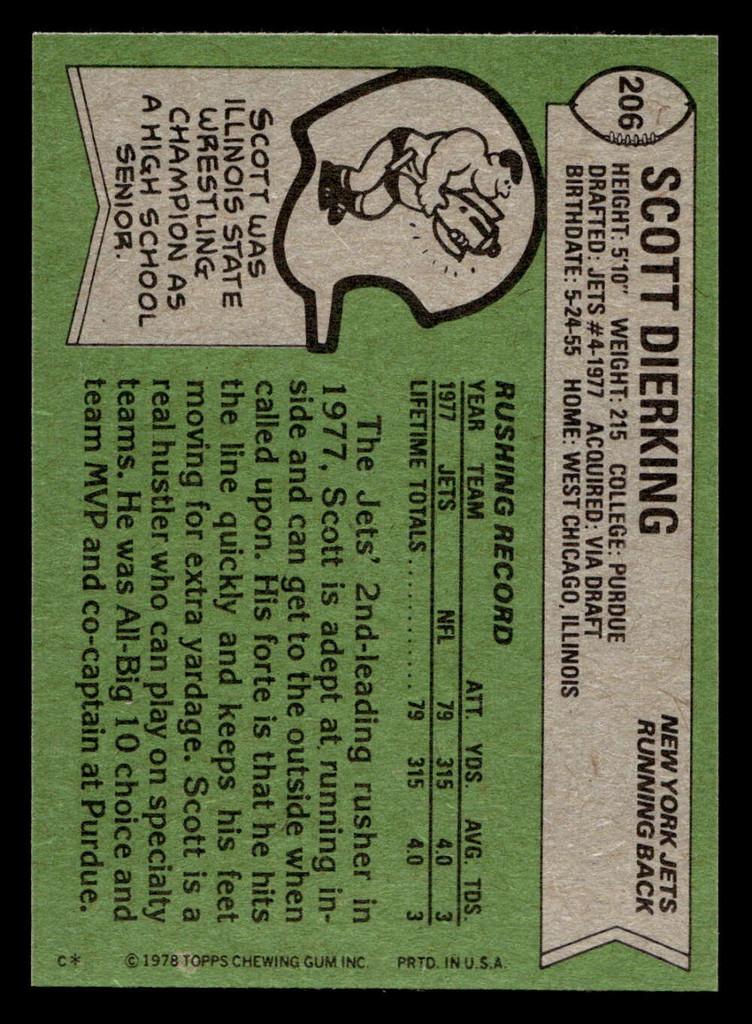 206
SCOTT DIERKING
NEW YORK JETS
RUNNING BACK
HEIGHT: 5'10" WEIGHT: 215 COLLEGE: PURDUE
DRAFTED: JETS #4-1977 ACQUIRED: VIA DRAFT
BIRTHDATE: 5-24-55 HOME: WEST CHICAGO, ILLINOIS
SCOTT WAS
ILLINOIS STATE
WRESTLING
CHAMPION AS
A HIGH SCHOOL
SENIOR.
RUSHING RECORD
YEAR TEAM ATT. YDS. AVG. TDS.
1977 JETS NFL 79 315 4.0 3
LIFETIME TOTALS........... 79 315 4.0 3
The Jets' 2nd-leading rusher in
1977, Scott is adept at running in-
side and can get to the outside when
called upon. His forte is that he hits
the line quickly and keeps his feet
moving for extra yardage. Scott is a
real hustler who can play on specialty
teams. He was All-Big 10 choice and
team MVP and co-captain at Purdue.
C* © 1978 TOPPS CHEWING GUM INC. PRTD. IN U.S.A.